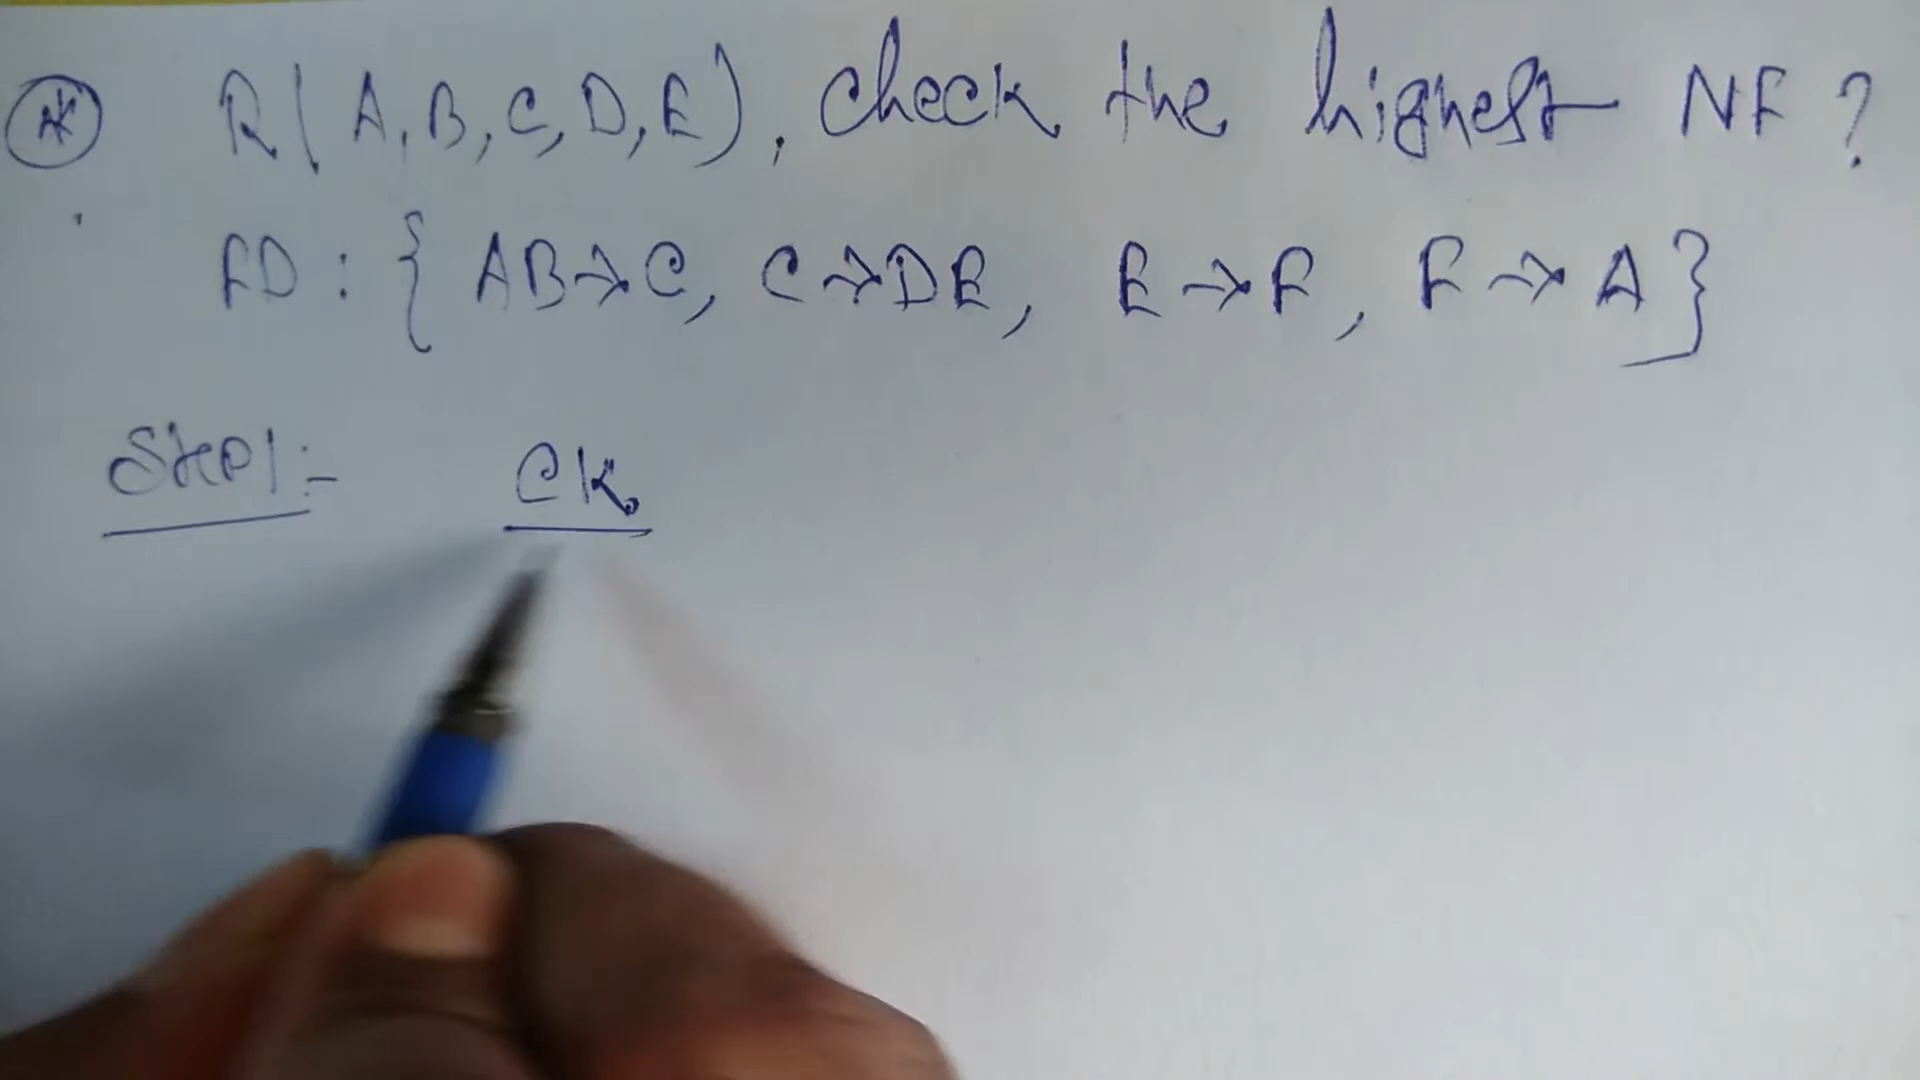 * R(A,B,C,D,E), check the highest NF?
FD: { AB→C, C→DE, E→F, F→A}
Step1:- CK